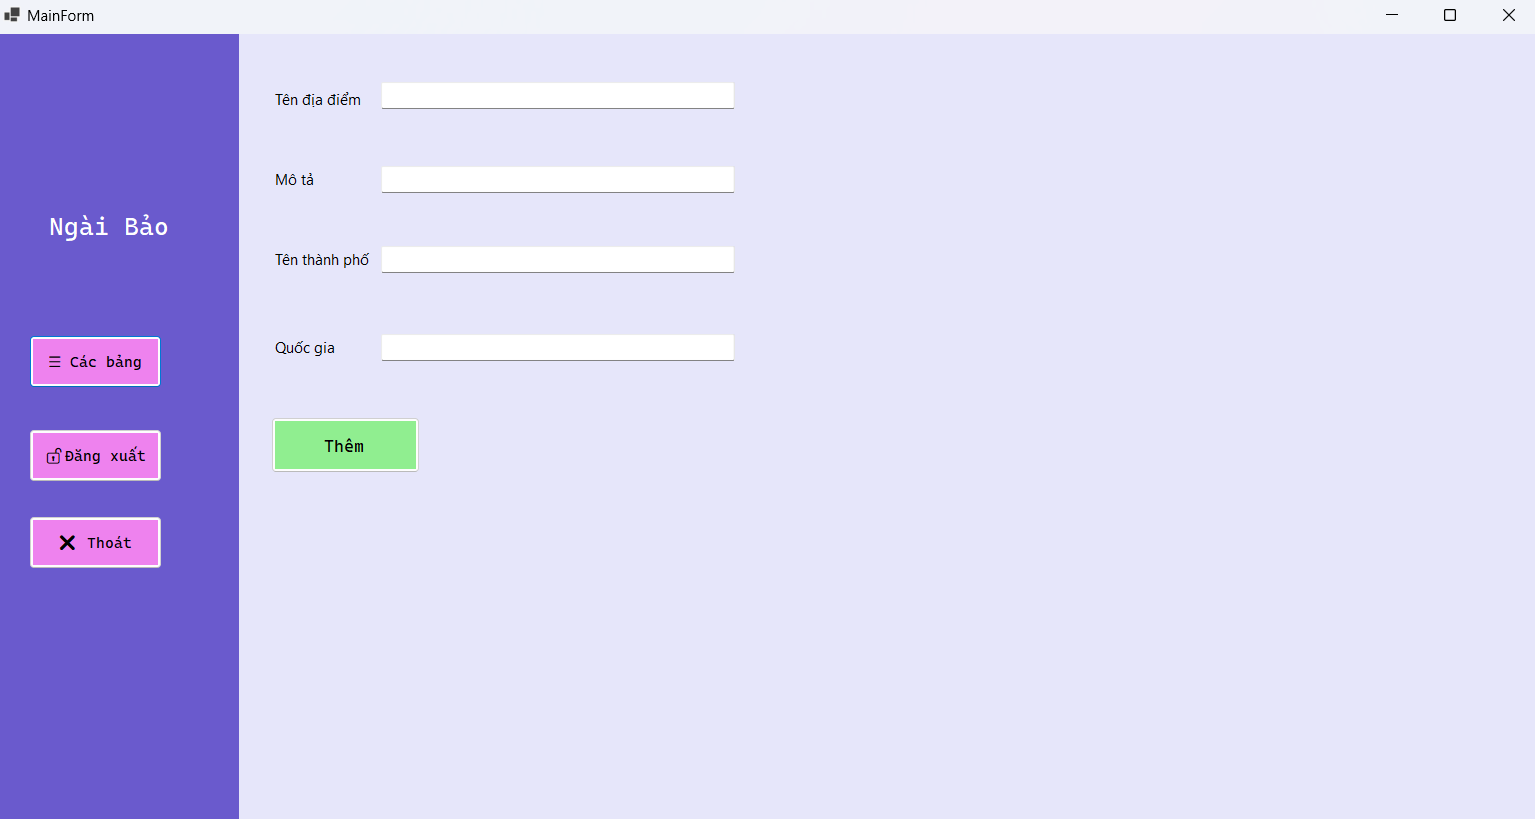 MainForm
Ngài Bảo
☰ Các bảng
Đăng xuất
Thoát
Tên địa điểm
Mô tả
Tên thành phố
Quốc gia
Thêm